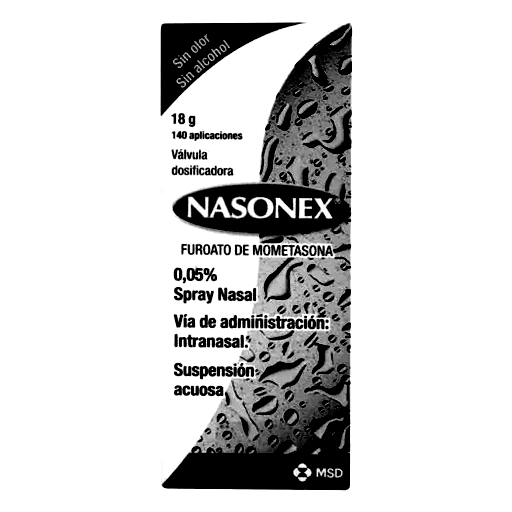 Sin olor
Sin alcohol
18 g
140 aplicaciones
Válvula
dosificadora
NASONEX
FUROATO DE MOMETASONA
0,05%
Spray Nasal
Vía de administración:
Intranasal.
Suspensión
acuosa
MSD